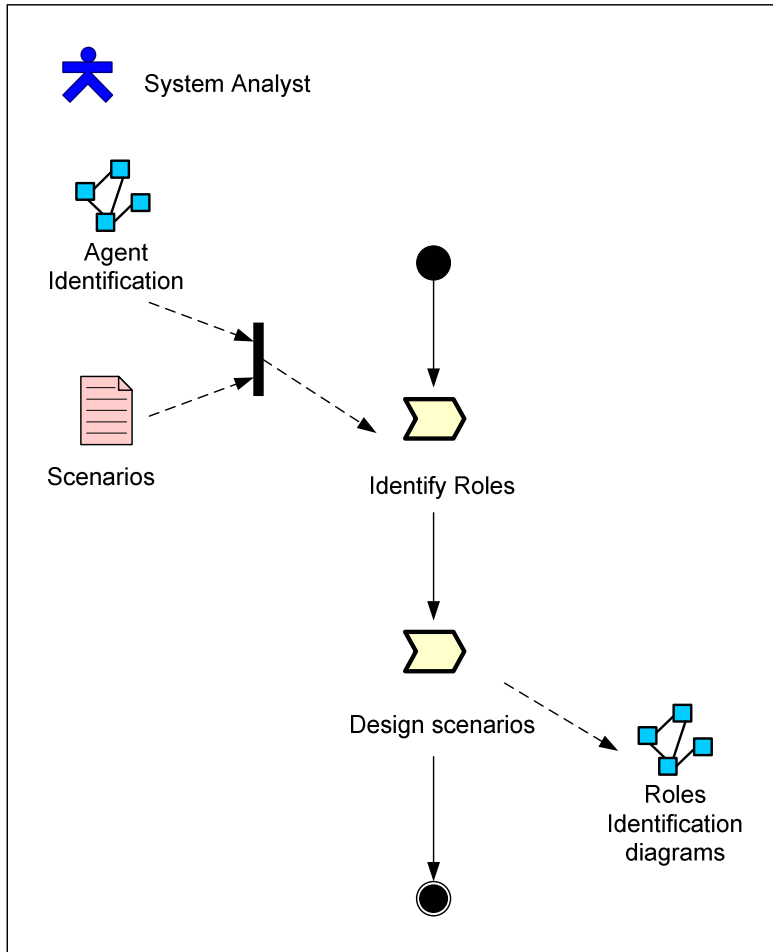 System Analyst
Agent
Identification
Scenarios
Identify Roles
Design scenarios
Roles
Identification
diagrams